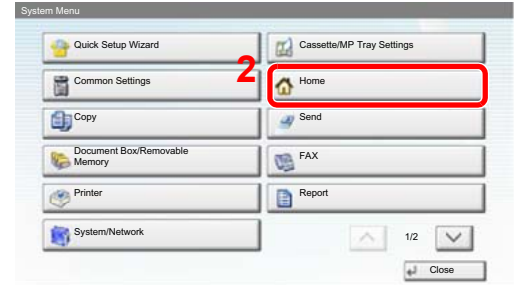 System Menu
Quick Setup Wizard
Cassette/MP Tray Settings
2
Common Settings
Home
Copy
Send
Document Box/Removable
Memory
FAX
Printer
Report
System/Network
1/2
Close